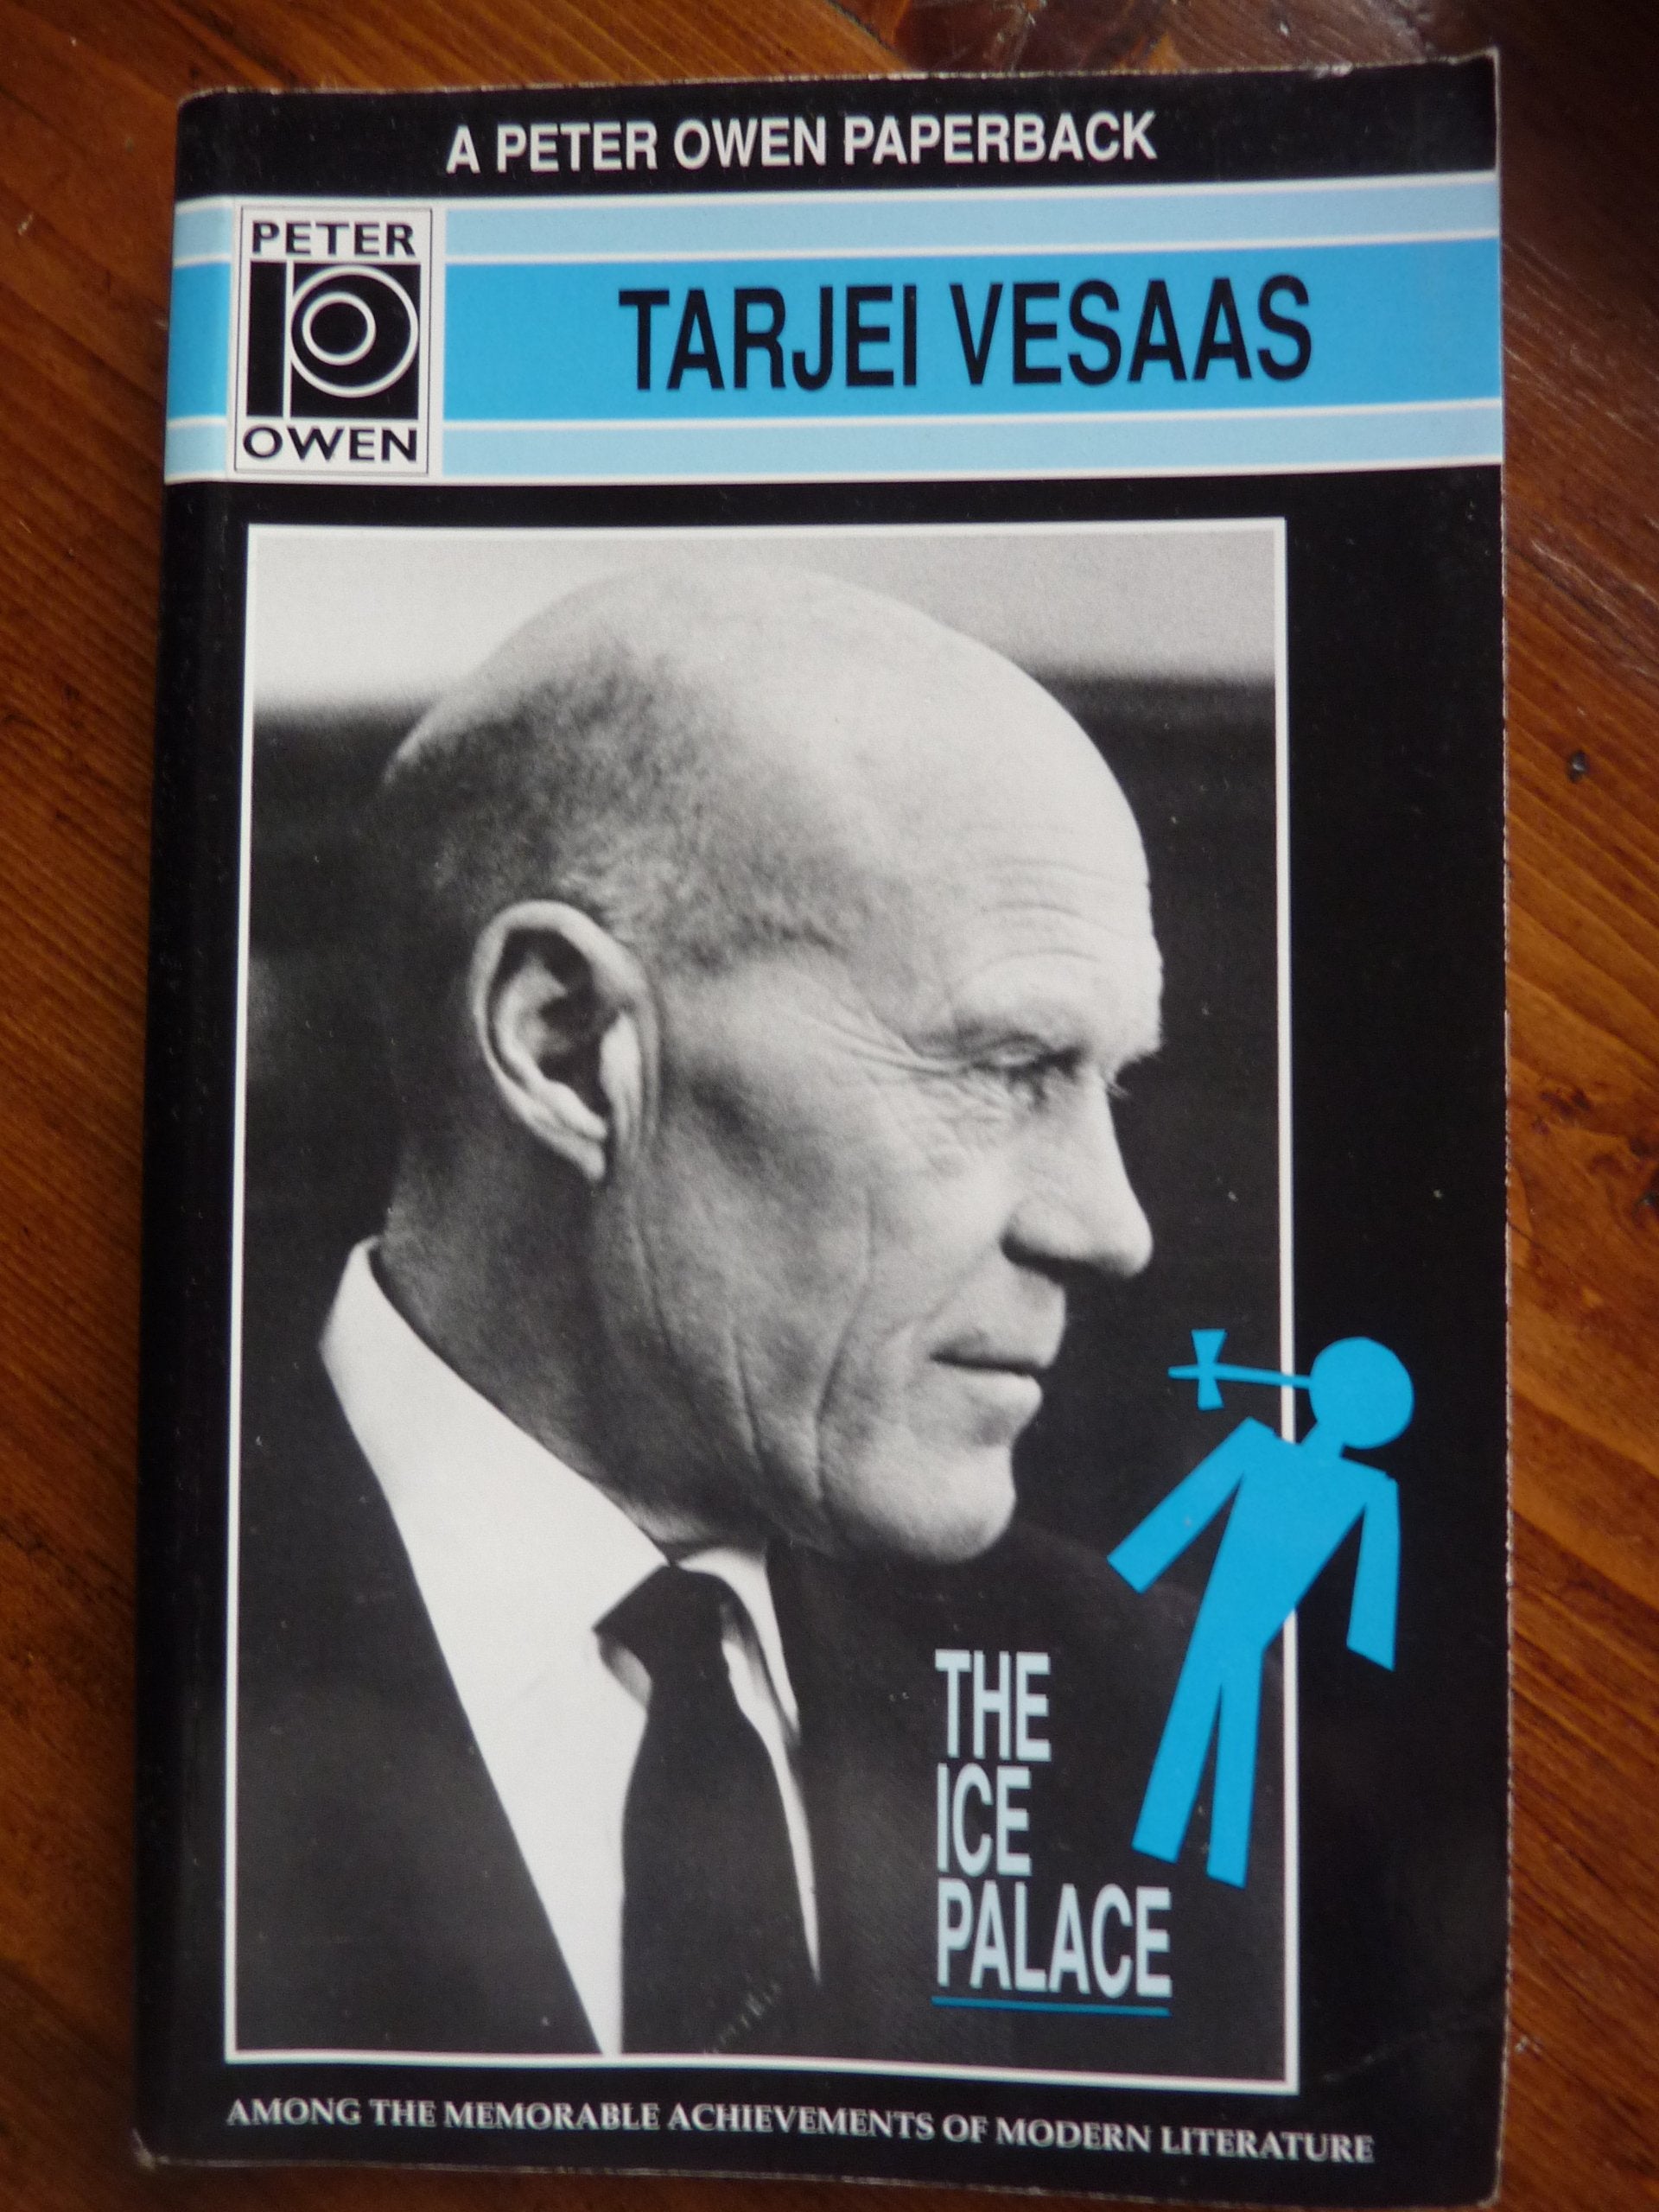 A PETER OWEN PAPERBACK
PETER
OWEN
TARJEI VESAAS
THE
ICE
PALACE
AMONG THE MEMORABLE ACHIEVEMENTS OF MODERN LITERATURE